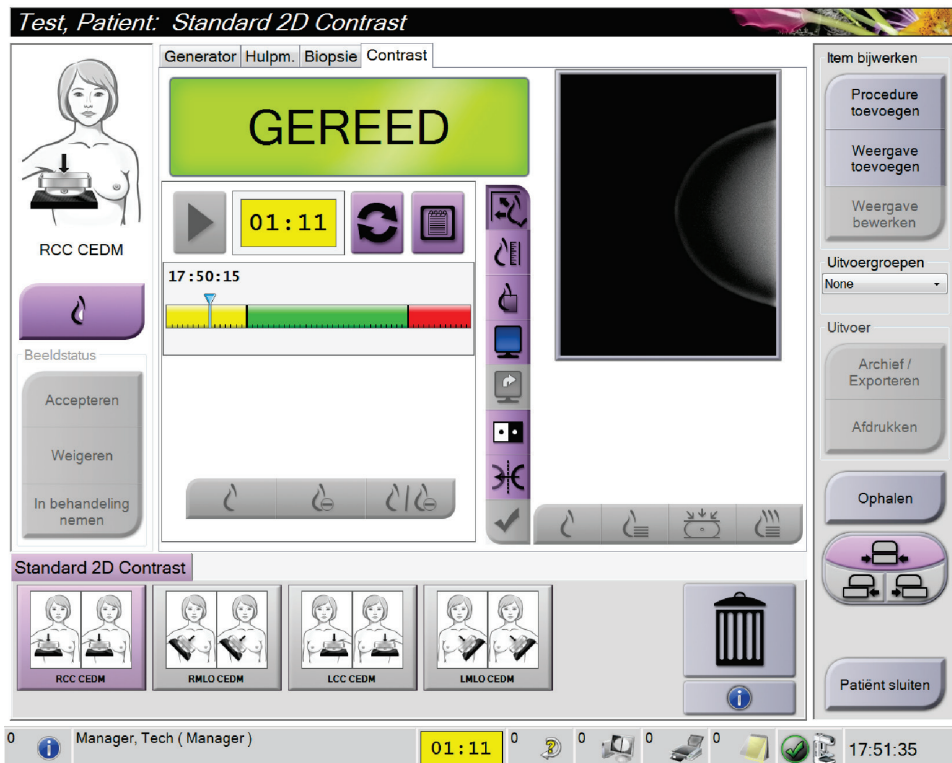 Test, Patient: Standard 2D Contrast
Generator Hulpm. Biopsie Contrast
RCC CEDM
GEREED
01:11
17:50:15
Beeldstatus
Accepteren
Weigeren
In behandeling
nemen
Item bijwerken
Procedure
toevoegen
Weergave
toevoegen
Weergave
bewerken
Uitvoergroepen
None
Uitvoer
Archief /
Exporteren
Afdrukken
Ophalen
Patiënt sluiten
Standard 2D Contrast
RCC CEDM RMLO CEDM LCC CEDM LMLO CEDM
0 Manager, Tech ( Manager ) 01:11 0 0 0 0 17:51:35